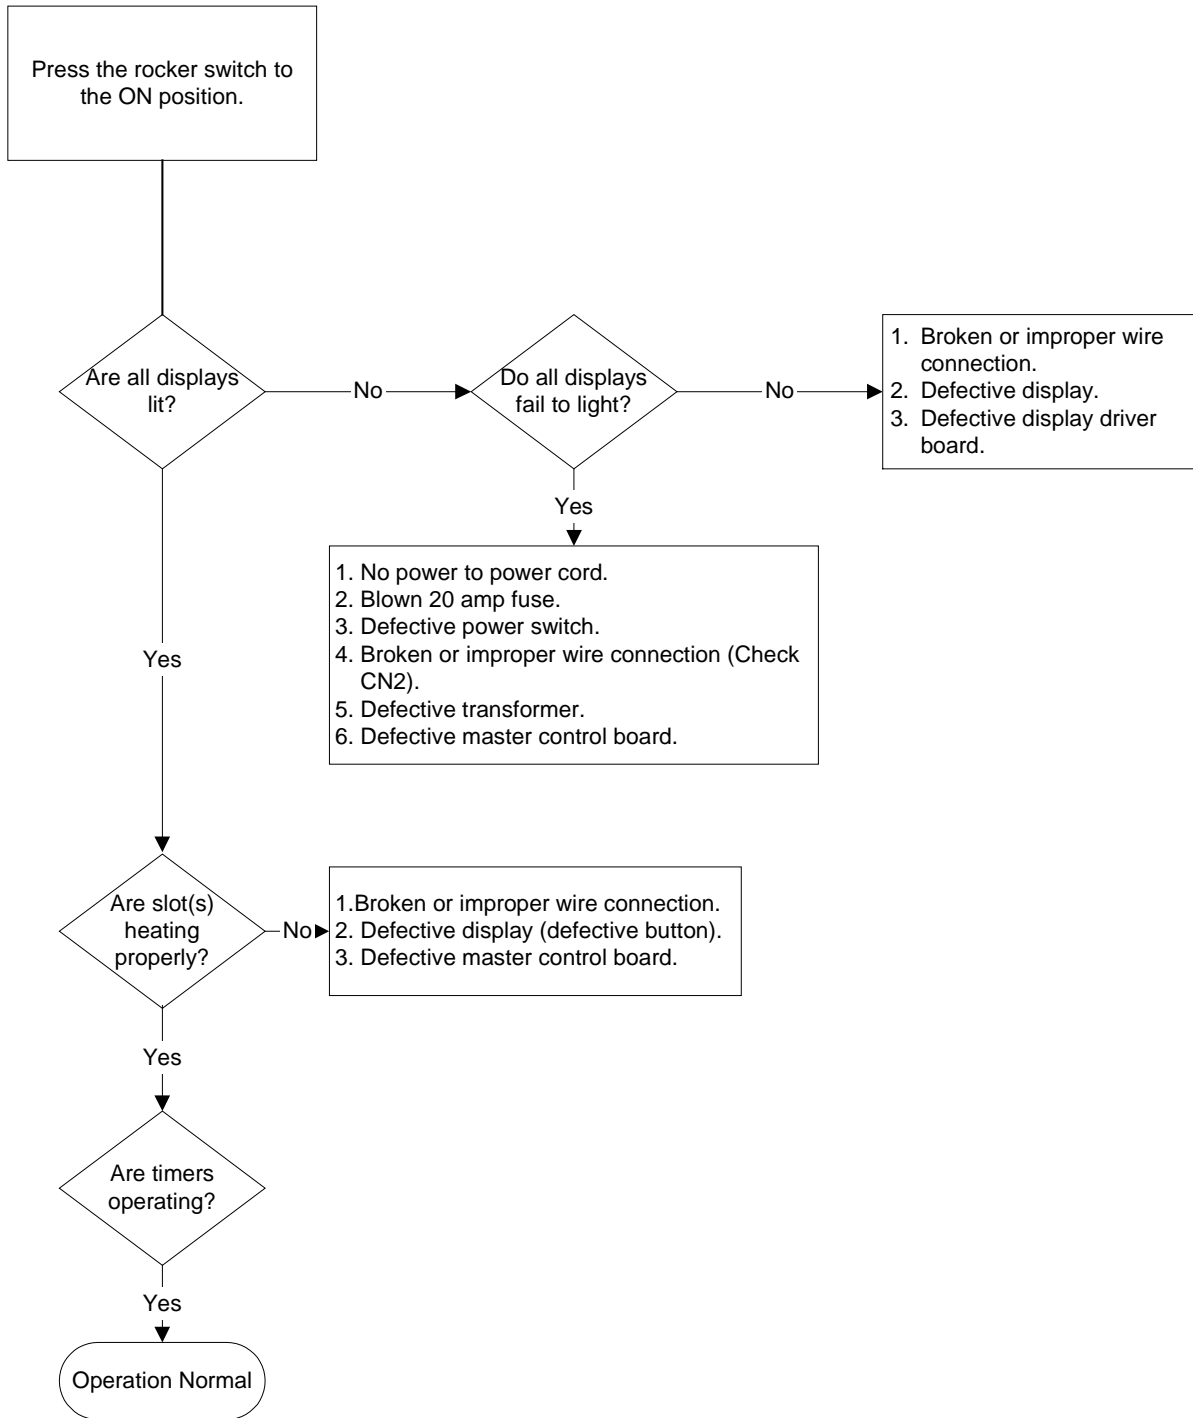 Press the rocker switch to
the ON position.
Are all displays
lit?
No
Do all displays
fail to light?
No
1. Broken or improper wire
connection.
2. Defective display.
3. Defective display driver
board.
Yes
1. No power to power cord.
2. Blown 20 amp fuse.
3. Defective power switch.
4. Broken or improper wire connection (Check
CN2).
5. Defective transformer.
6. Defective master control board.
Yes
Are slot(s)
heating
properly?
No
1.Broken or improper wire connection.
2. Defective display (defective button).
3. Defective master control board.
Yes
Are timers
operating?
Yes
Operation Normal